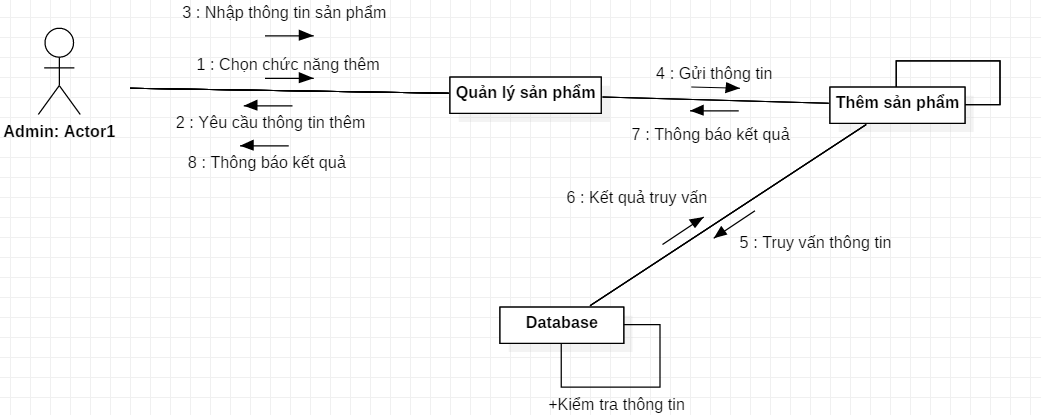 3 : Nhập thông tin sản phẩm
1 : Chọn chức năng thêm
4 : Gửi thông tin
Quản lý sản phẩm
Thêm sản phẩm
2 : Yêu cầu thông tin thêm
Admin: Actor1
7 : Thông báo kết quả
8 : Thông báo kết quả
6 : Kết quả truy vấn
5 : Truy vấn thông tin
Database
+Kiểm tra thông tin